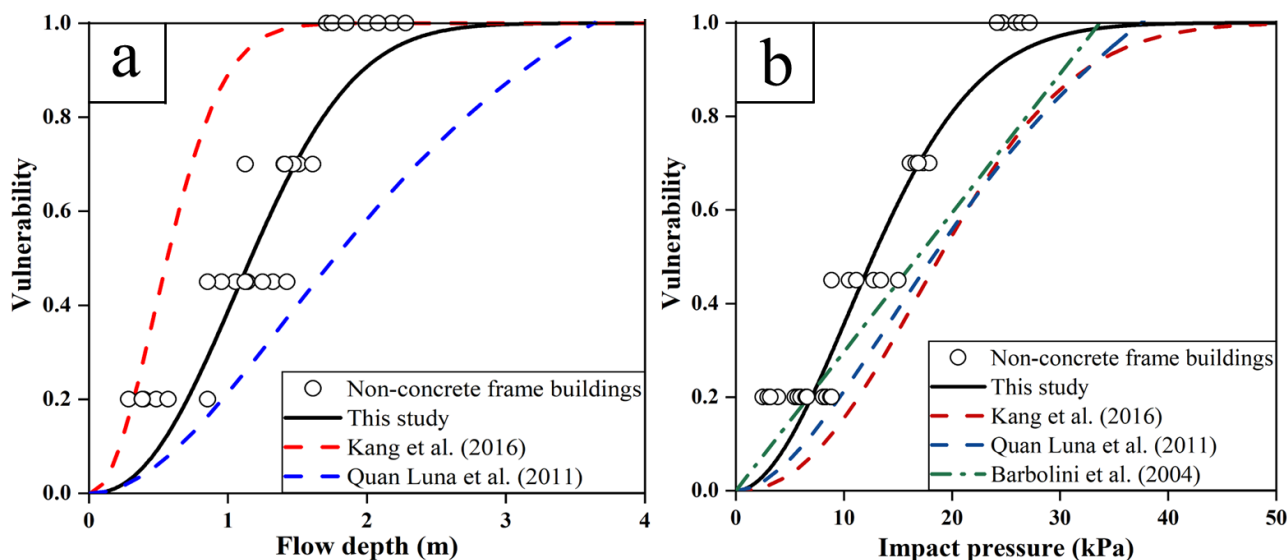 a
Vulnerability
1.0
0.8
0.6
0.4
0.2
0.0
Non-concrete frame buildings
This study
Kang et al. (2016)
Quan Luna et al. (2011)
0 1 2 3 4
Flow depth (m)
b
Vulnerability
1.0
0.8
0.6
0.4
0.2
0.0
Non-concrete frame buildings
This study
Kang et al. (2016)
Quan Luna et al. (2011)
Barbolini et al. (2004)
0 10 20 30 40 50
Impact pressure (kPa)